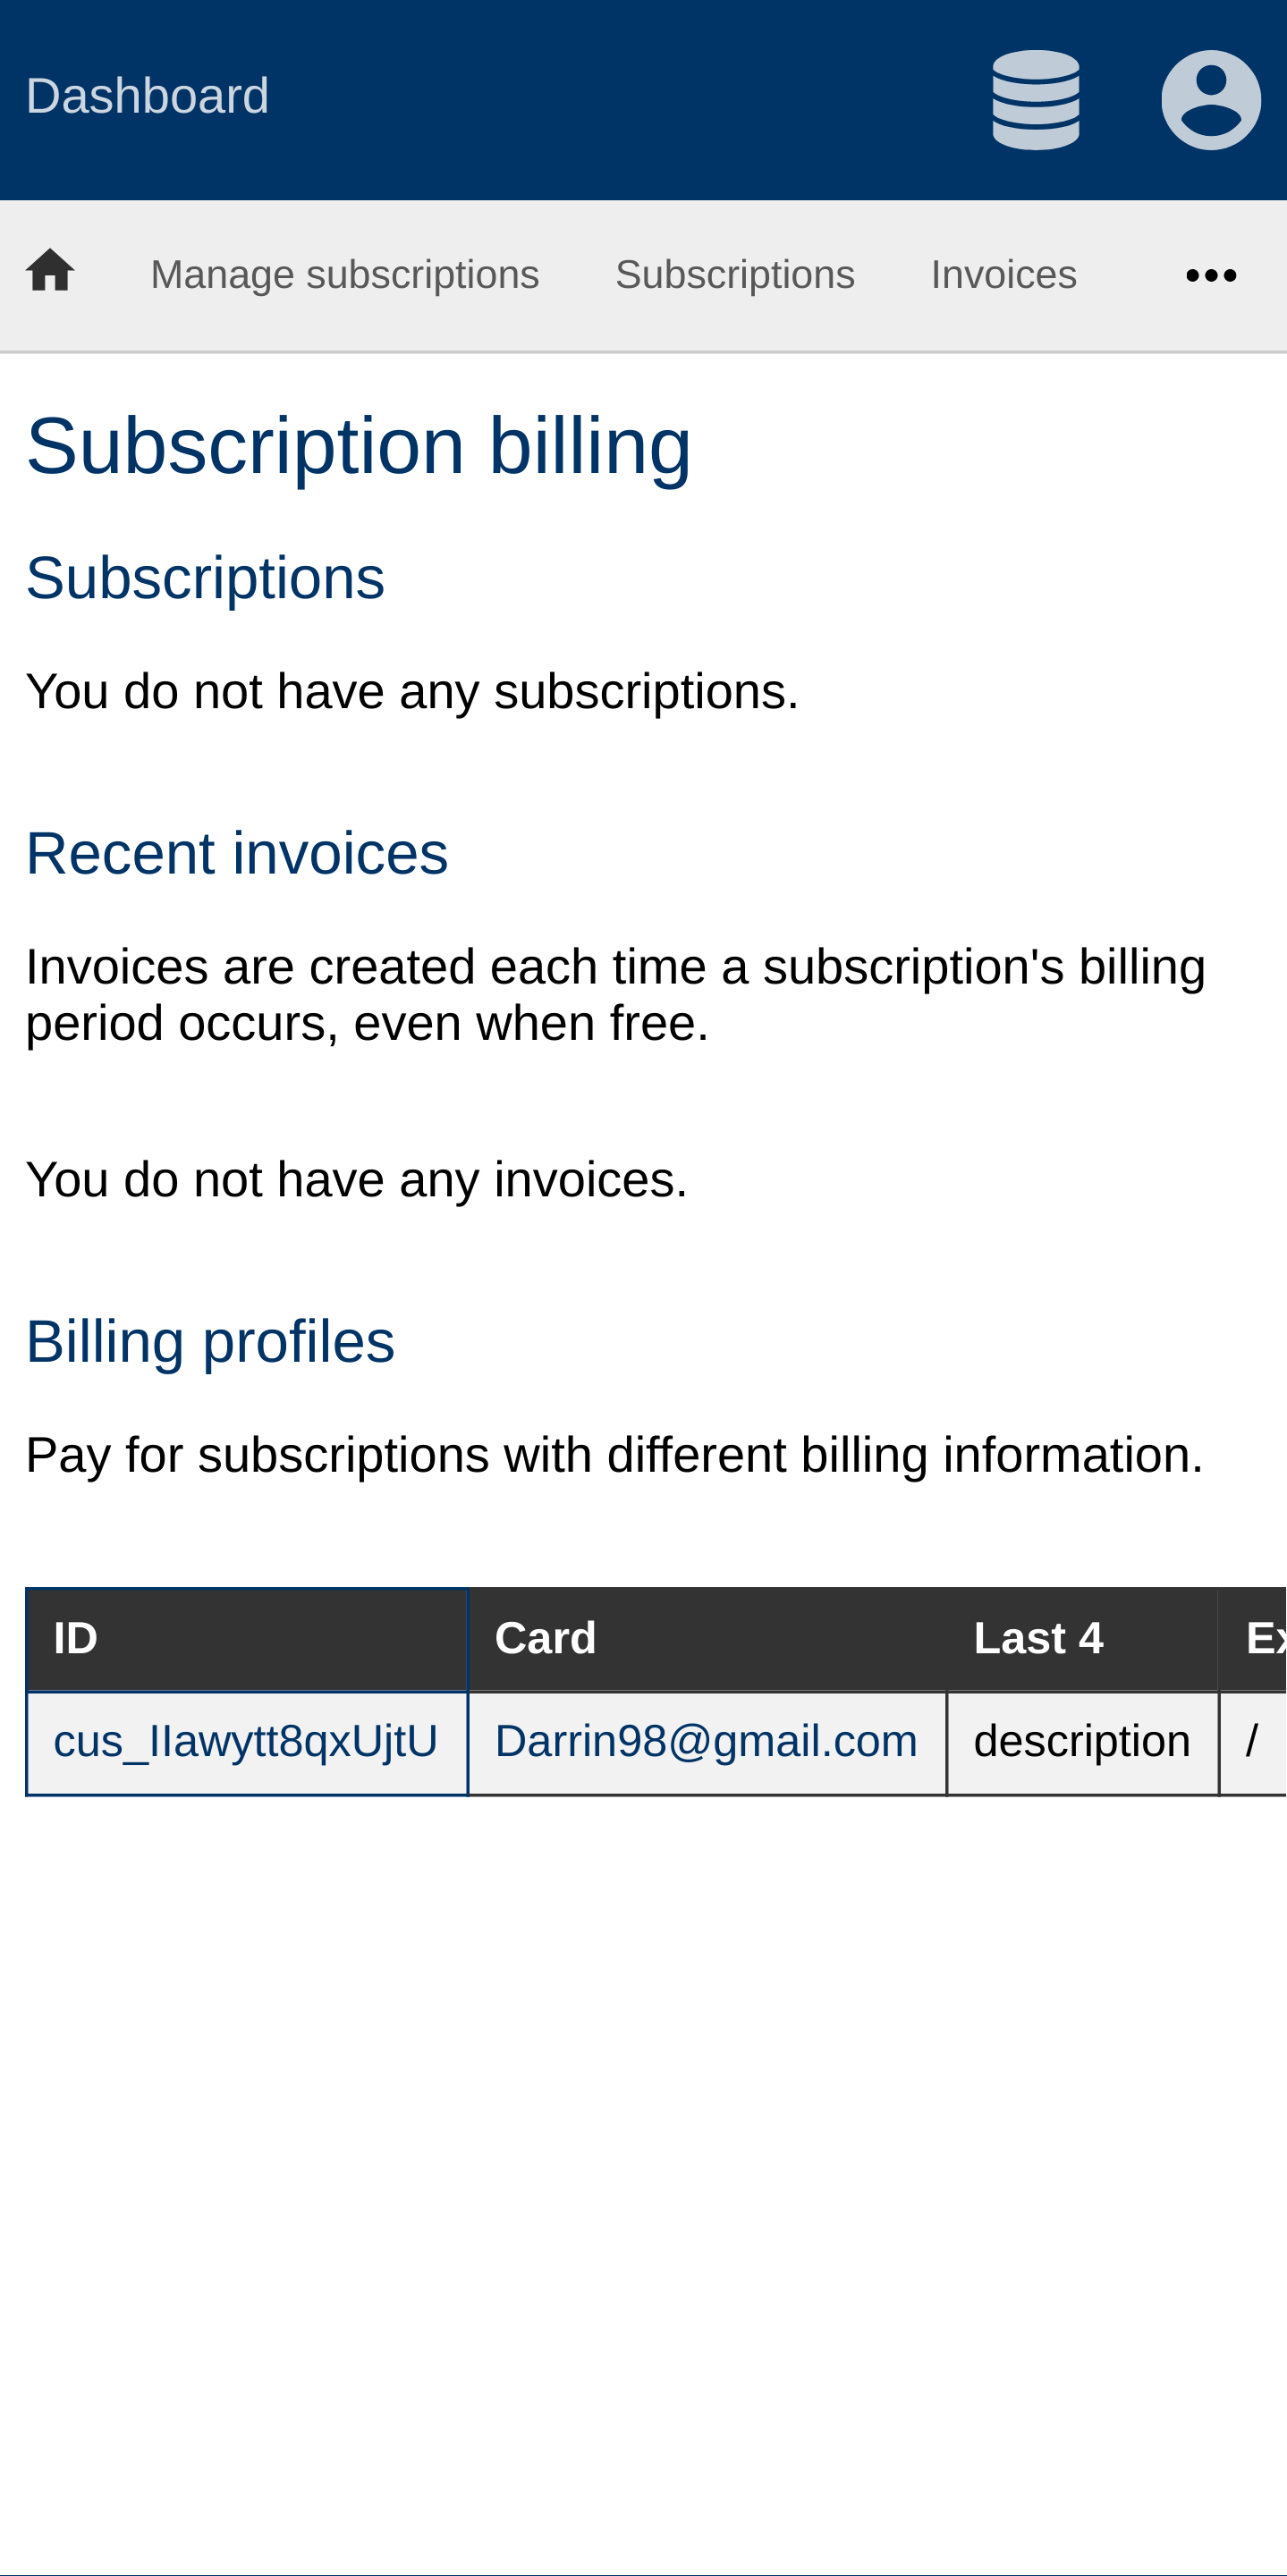 Dashboard
Manage subscriptions Subscriptions Invoices •••
Subscription billing
Subscriptions
You do not have any subscriptions.
Recent invoices
Invoices are created each time a subscription's billing
period occurs, even when free.
You do not have any invoices.
Billing profiles
Pay for subscriptions with different billing information.
ID Card Last 4 Ex
cus_IIawytt8qxUjtU Darrin98@gmail.com description /